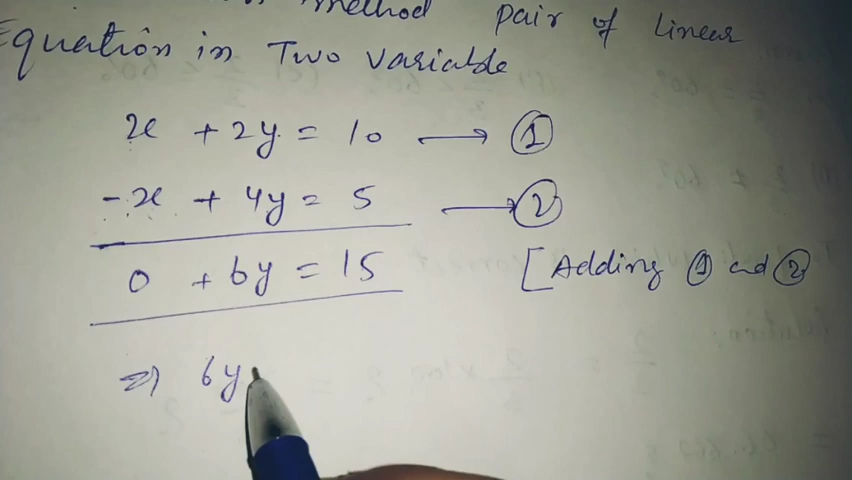 method pair of linear
Equation in Two variable
x + 2y = 10 → ①
-x + 4y = 5 → ②
0 + 6y = 15 [Adding ① and ②
⇒ 6y